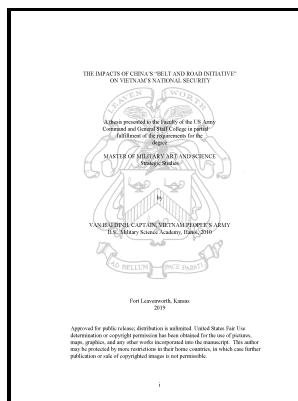 THE IMPACTS OF CHINA'S "BELT AND ROAD INITIATIVE"
ON VIETNAM'S NATIONAL SECURITY
LEAVEN WORTH
A thesis presented to the Faculty of the US Army
Command and General Staff College in partial
fulfillment of the requirements for the
degree
MASTER OF MILITARY ART AND SCIENCE
Strategic Studies
by
VAN HAI DINH, CAPTAIN, VIETNAM PEOPLE'S ARMY
B.S., Military Science Academy, Hanoi, 2010
AD BELLUM PACE PARATI
Fort Leavenworth, Kansas
2019
Approved for public release; distribution is unlimited. United States Fair Use
determination or copyright permission has been obtained for the use of pictures,
maps, graphics, and any other works incorporated into the manuscript. This author
may be protected by more restrictions in their home countries, in which case further
publication or sale of copyrighted images is not permissible.
i